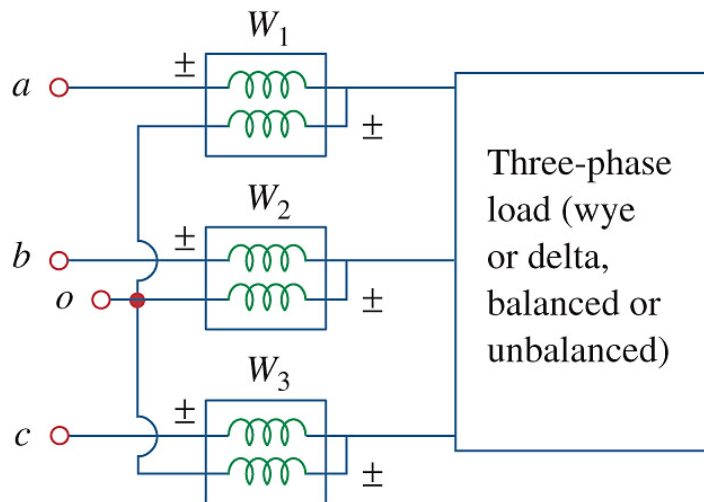 W1
±
a
±
W2
±
b
o
±
W3
±
c
±
Three-phase
load (wye
or delta,
balanced or
unbalanced)